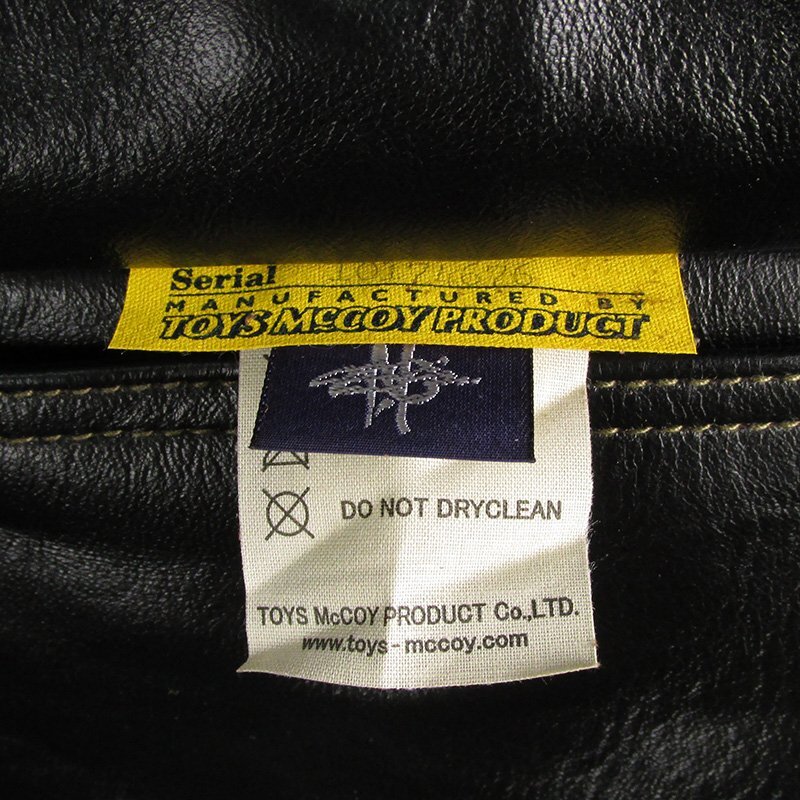 Serial
MANUFACTURED BY
TOYS McCOY PRODUCT
DO NOT DRYCLEAN
TOYS McCOY PRODUCT Co.,LTD.
www.toys-mccoy.com